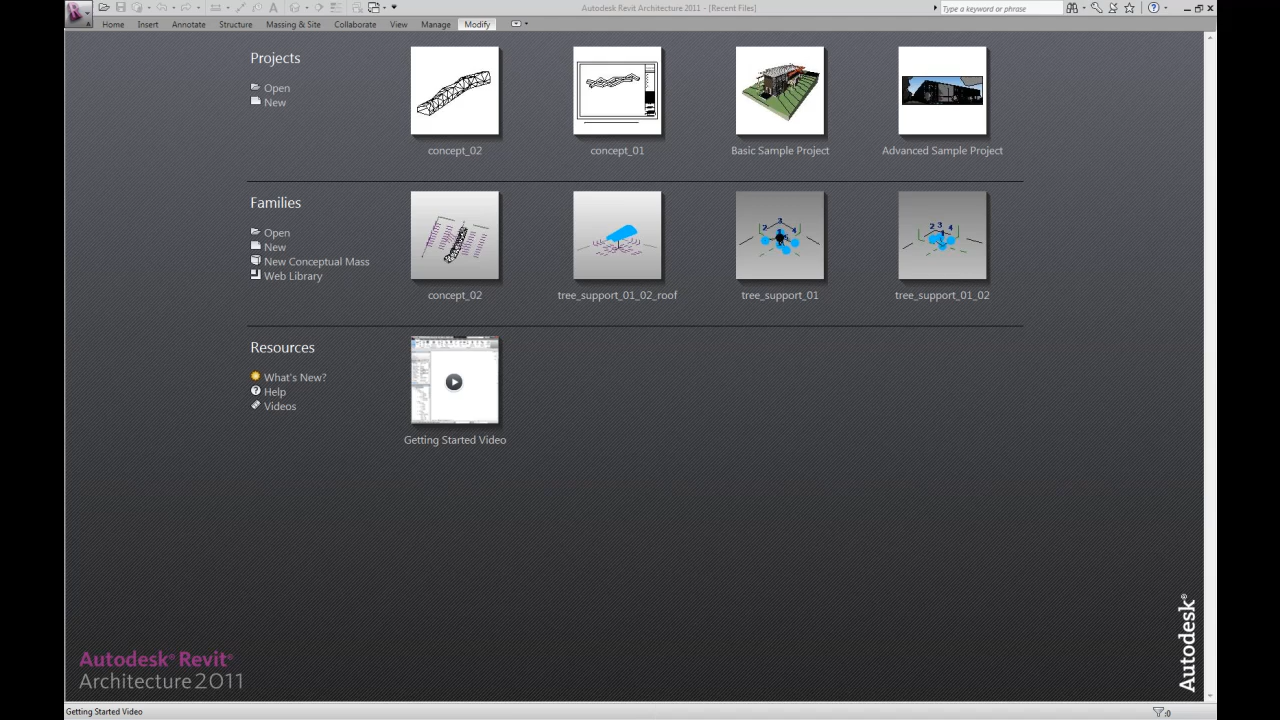 Autodesk Revit Architecture 2011 - [Recent Files]
Type a keyword or phrase
Home Insert Annotate Structure Massing & Site Collaborate View Manage Modify
Projects
Open
New
concept_02
concept_01
Basic Sample Project
Advanced Sample Project
Families
Open
New
New Conceptual Mass
Web Library
concept_02
tree_support_01_02_roof
tree_support_01
tree_support_01_02
Resources
What's New?
Help
Videos
Getting Started Video
Autodesk® Revit®
Architecture 2011
Autodesk®
Getting Started Video
:0